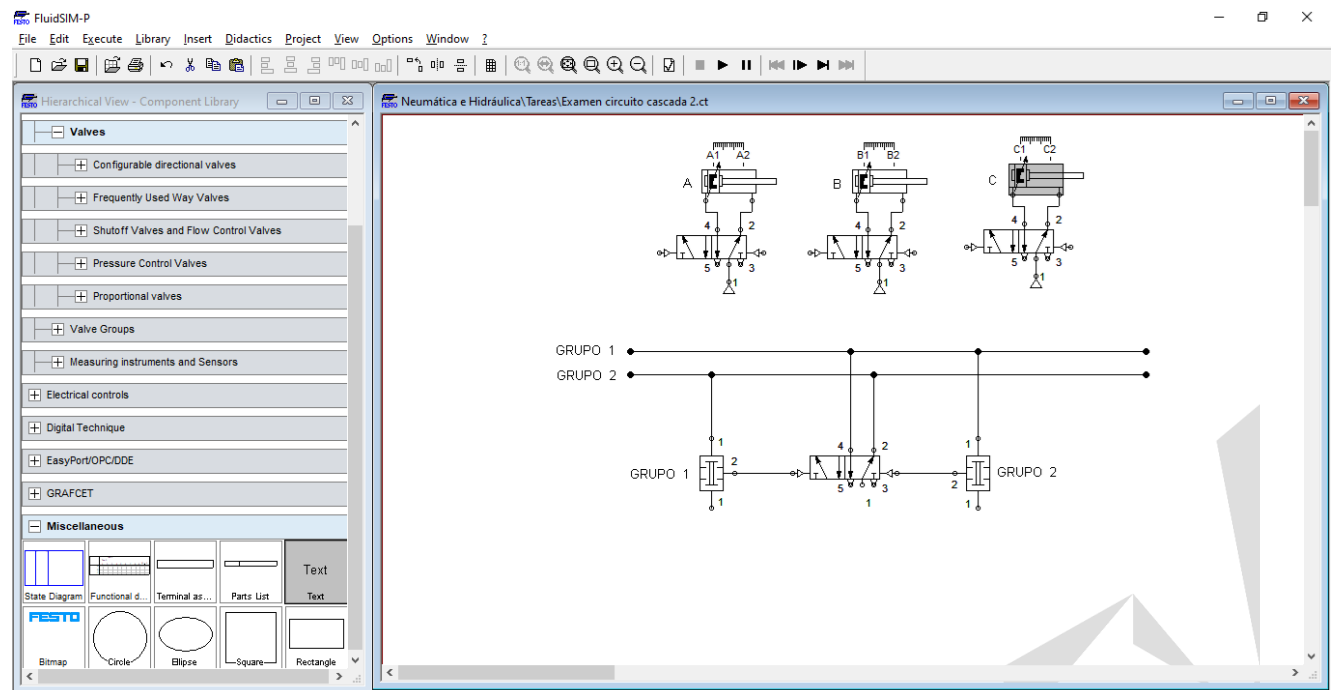 FluidSIM-P
File Edit Execute Library Insert Didactics Project View Options Window ?
Hierarchical View - Component Library
Neumática e Hidráulica\Tareas\Examen circuito cascada 2.ct
Valves
Configurable directional valves
Frequently Used Way Valves
Shutoff Valves and Flow Control Valves
Pressure Control Valves
Proportional valves
Valve Groups
Measuring instruments and Sensors
Electrical controls
Digital Technique
EasyPort/OPC/DDE
GRAFCET
Miscellaneous
Text
State Diagram Functional d... Terminal as... Parts List Text
FESTO
Bitmap Circle Ellipse Square Rectangle
A1 A2 B1 B2 C1 C2
A B C
4 2 4 2 4 2
5 3 5 3 5 3
1 1 1
GRUPO 1
GRUPO 2
1 4 2 1
GRUPO 1 2 5 3 2 GRUPO 2
1 1 1